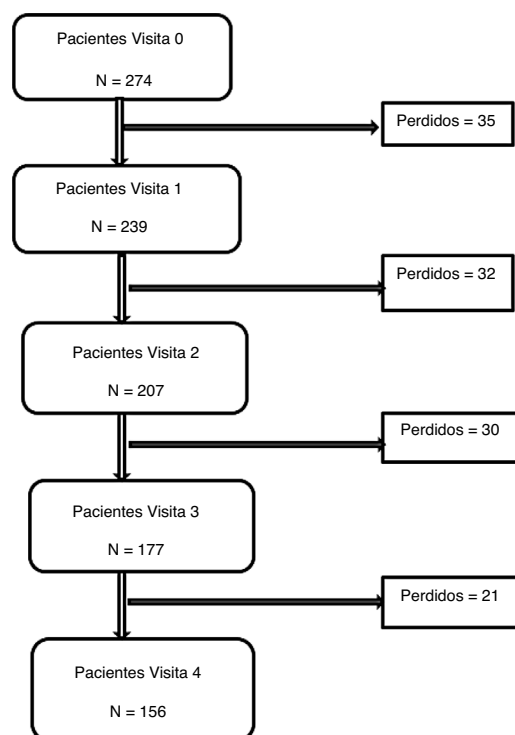 Pacientes Visita 0
N = 274
Perdidos = 35
Pacientes Visita 1
N = 239
Perdidos = 32
Pacientes Visita 2
N = 207
Perdidos = 30
Pacientes Visita 3
N = 177
Perdidos = 21
Pacientes Visita 4
N = 156